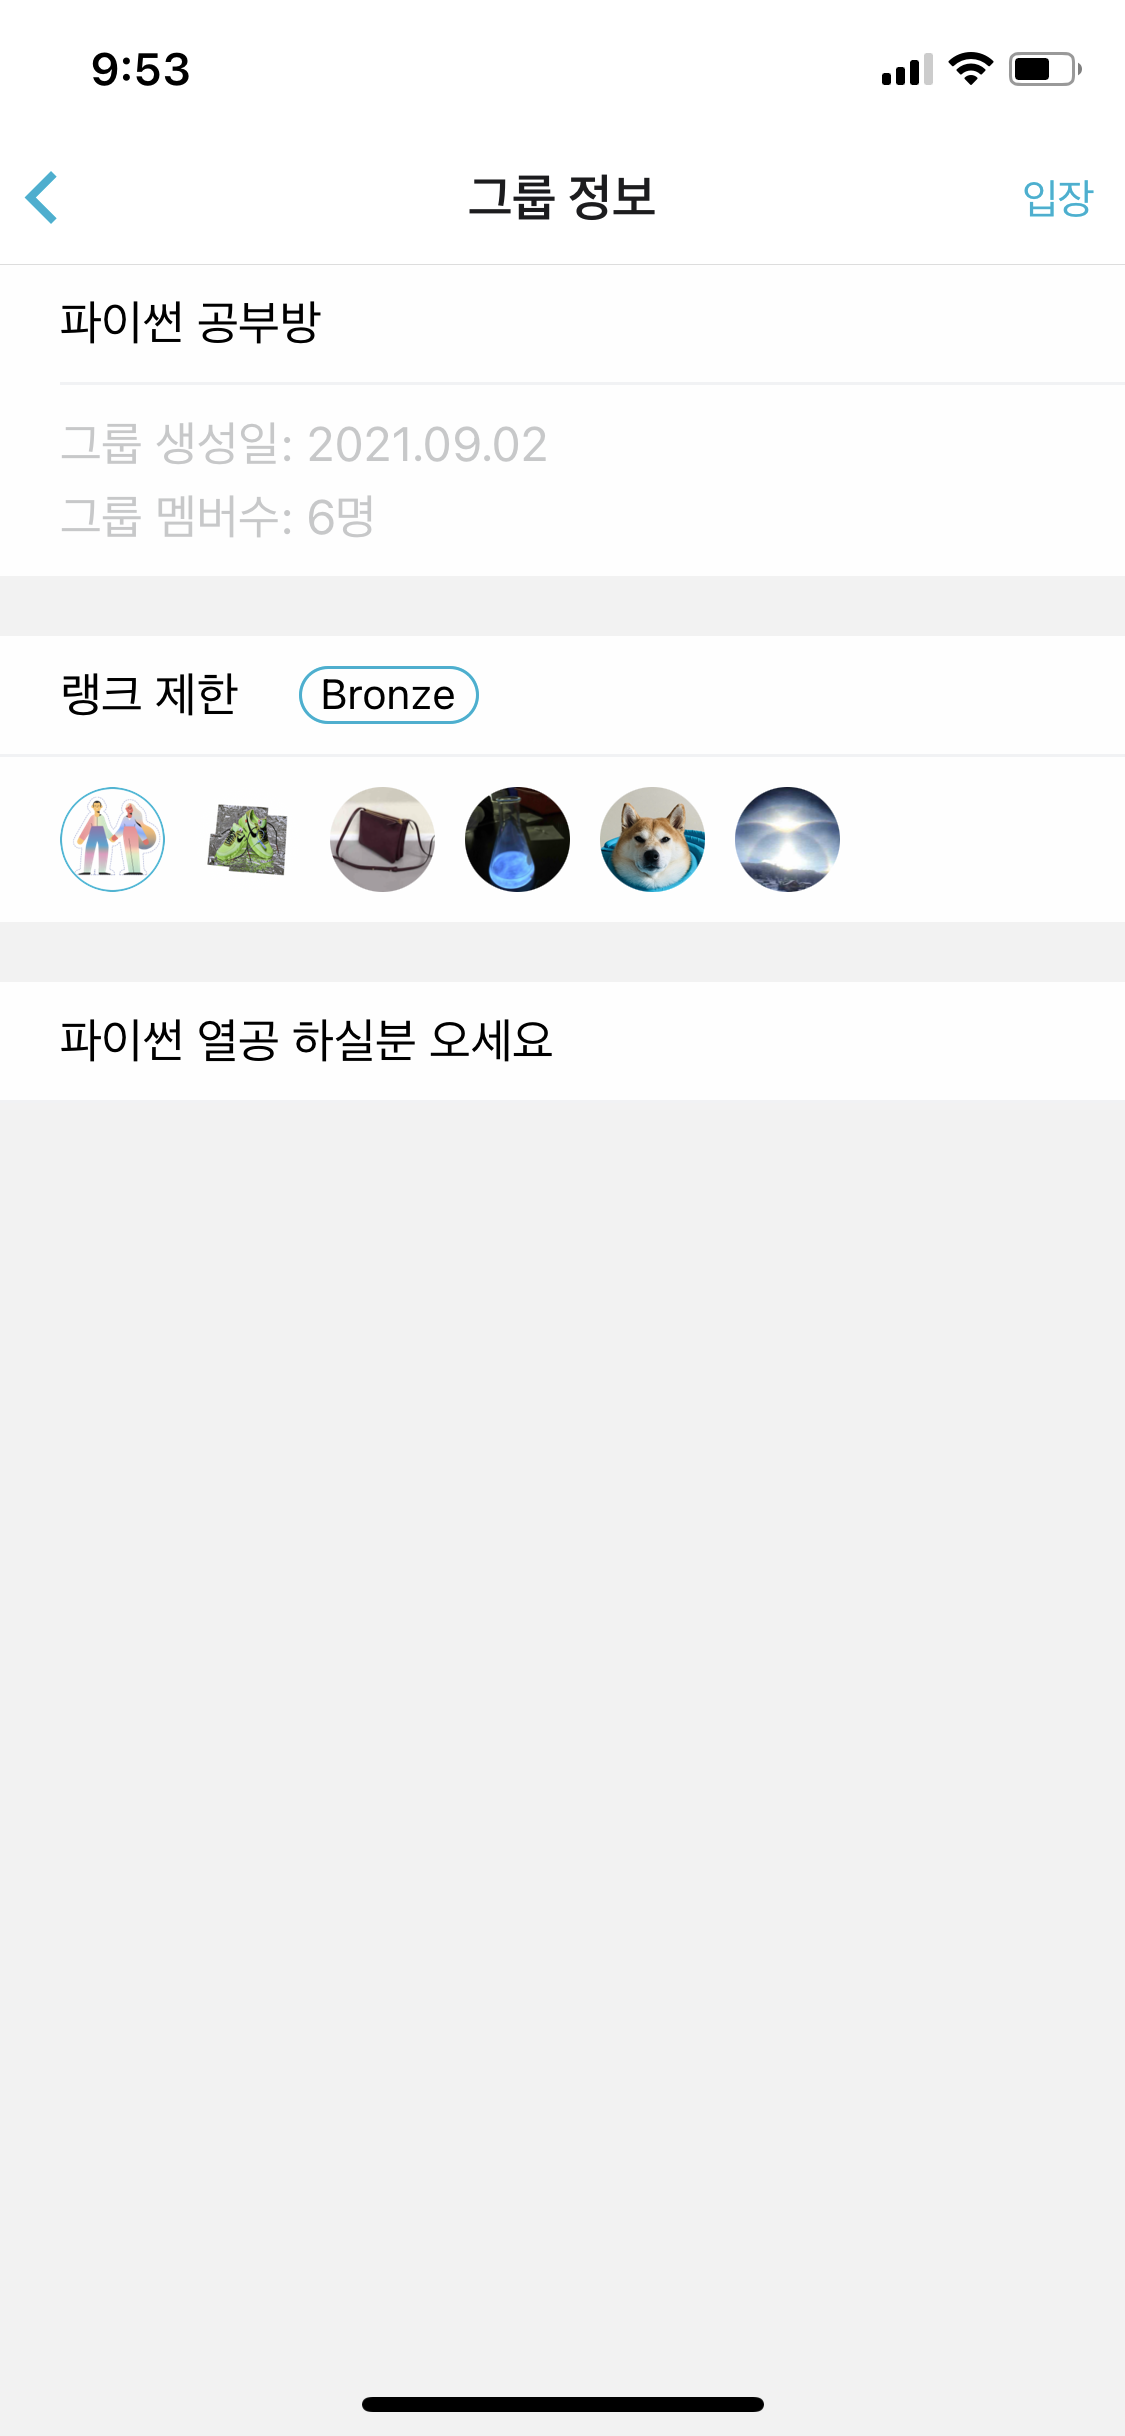 9:53
그룹 정보
입장
파이썬 공부방
그룹 생성일: 2021.09.02
그룹 멤버수: 6명
랭크 제한 Bronze
파이썬 열공 하실분 오세요